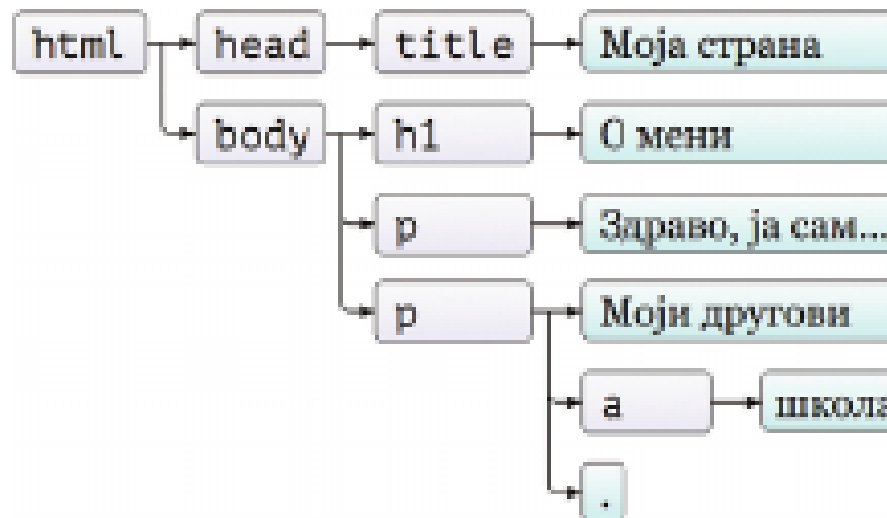 html head title Моја страна
body h1 О мени
p Здраво, ја сам...
p Моји другови
a школа
.